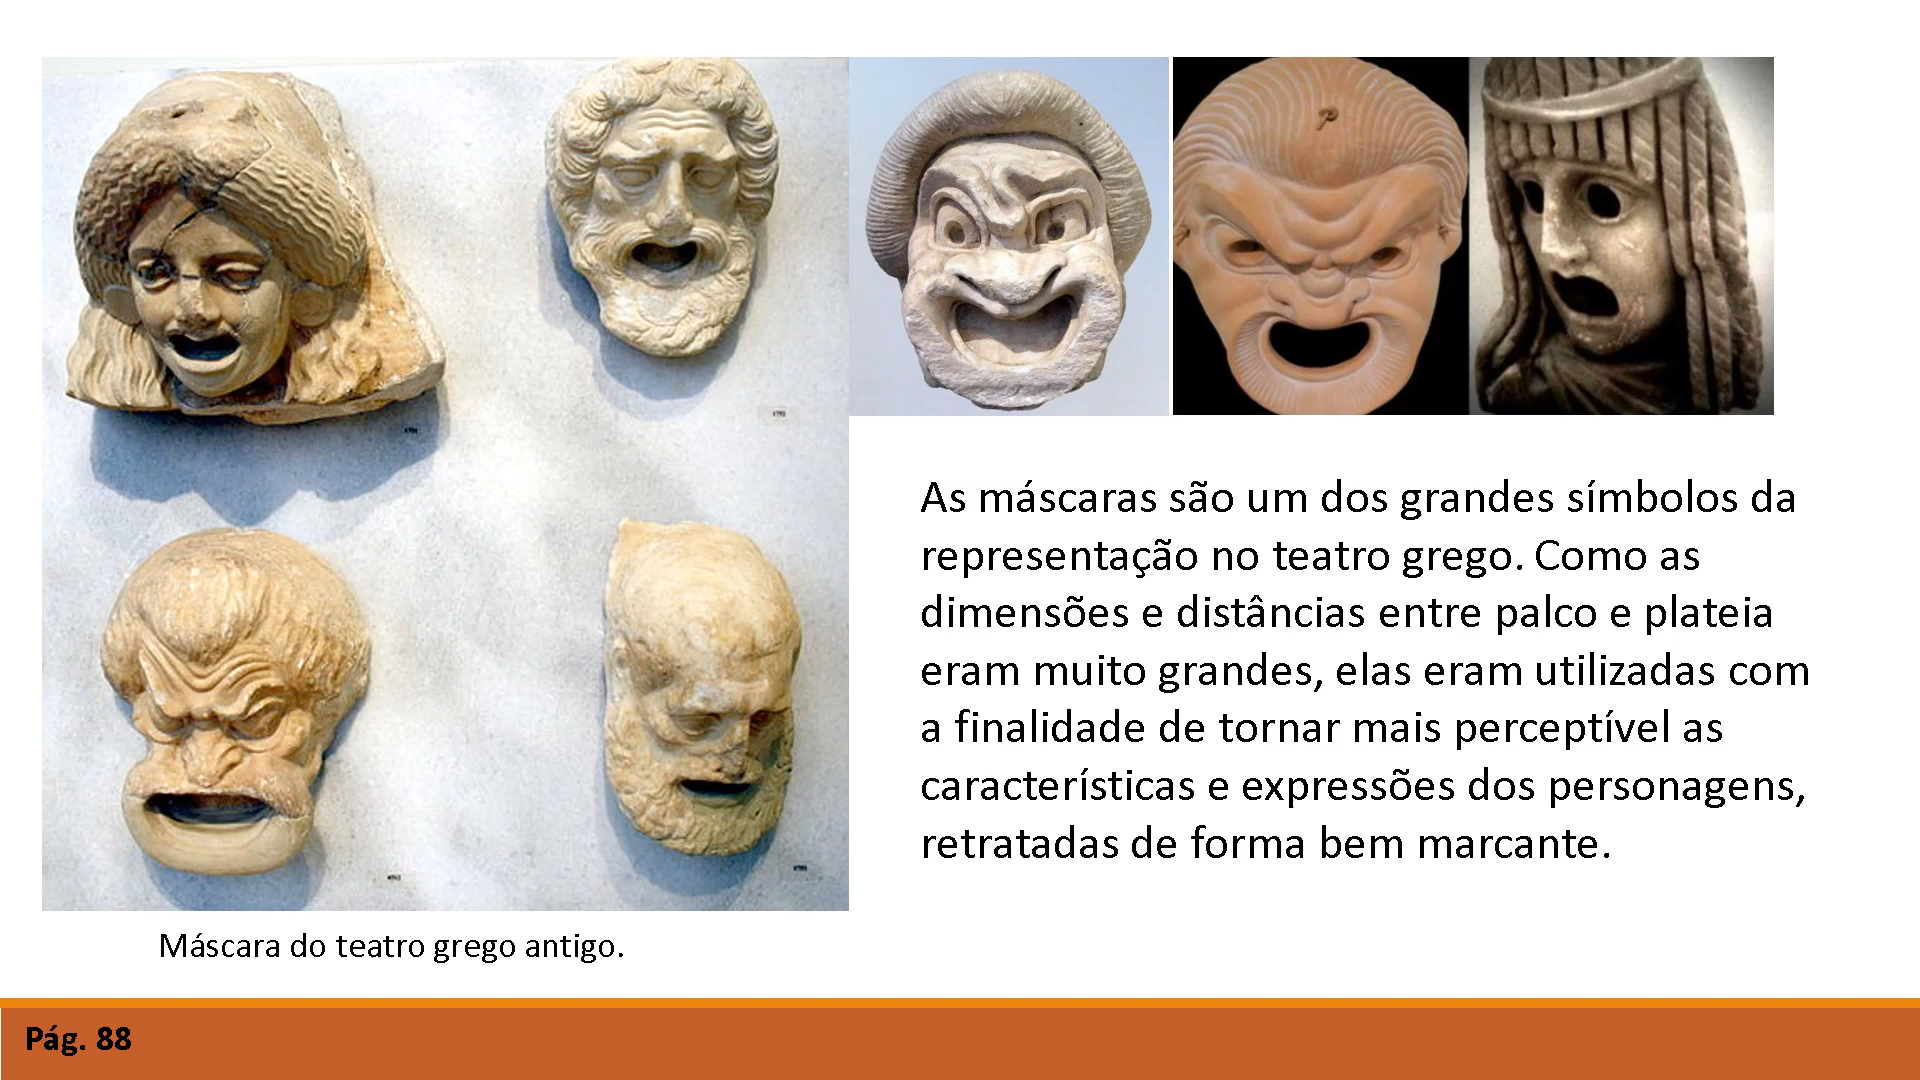 As máscaras são um dos grandes símbolos da
representação no teatro grego. Como as
dimensões e distâncias entre palco e plateia
eram muito grandes, elas eram utilizadas com
a finalidade de tornar mais perceptível as
características e expressões dos personagens,
retratadas de forma bem marcante.
Máscara do teatro grego antigo.
Pág. 88